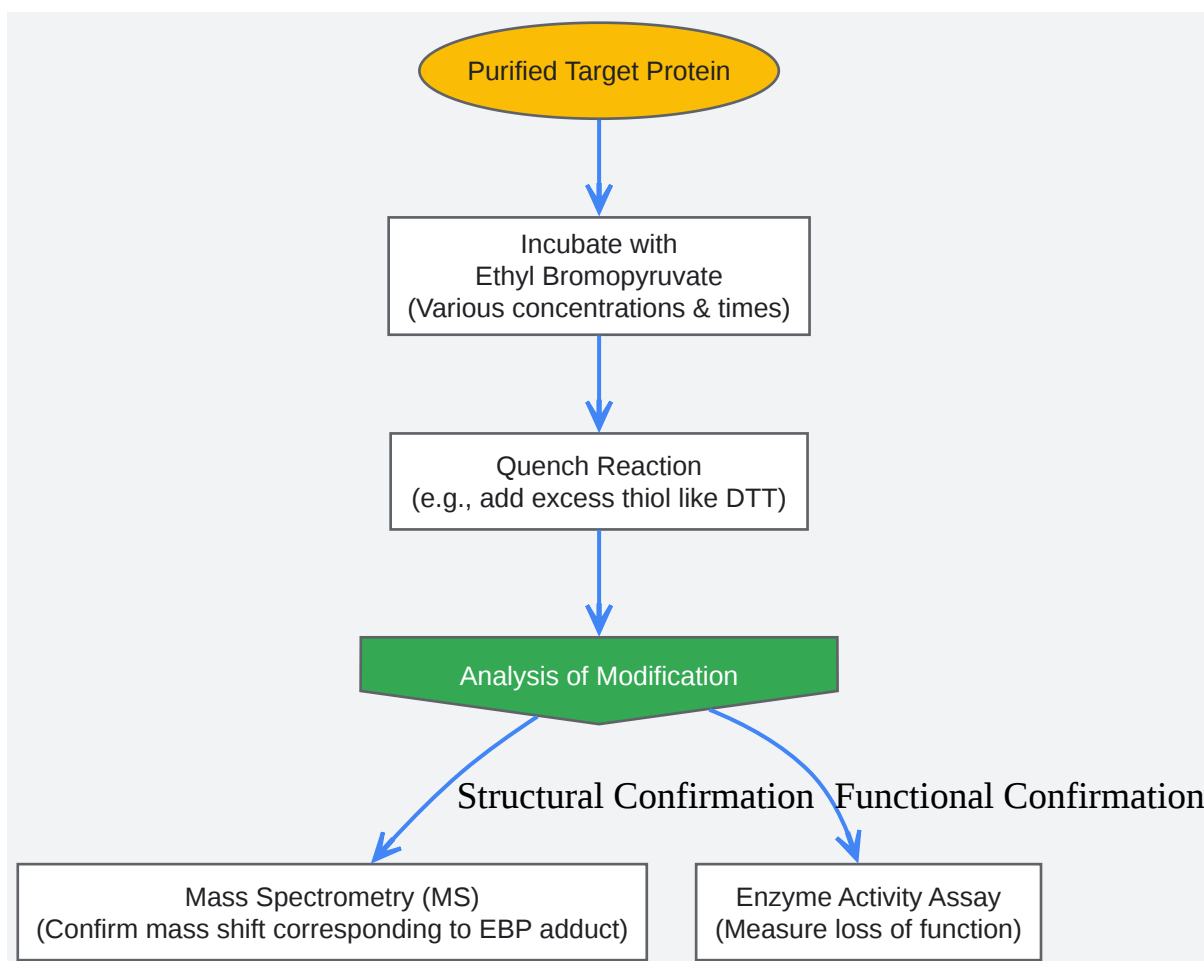 Purified Target Protein
Incubate with
Ethyl Bromopyruvate
(Various concentrations & times)
Quench Reaction
(e.g., add excess thiol like DTT)
Analysis of Modification
Structural Confirmation
Functional Confirmation
Mass Spectrometry (MS)
(Confirm mass shift corresponding to EBP adduct)
Enzyme Activity Assay
(Measure loss of function)